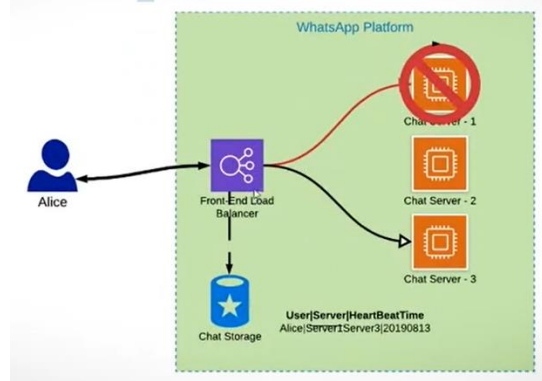 WhatsApp Platform
Chat Server - 1
Alice
Front-End Load
Balancer
Chat Server - 2
Chat Server - 3
Chat Storage
User|Server|HeartBeatTime
Alice|Server1Server3|20190813